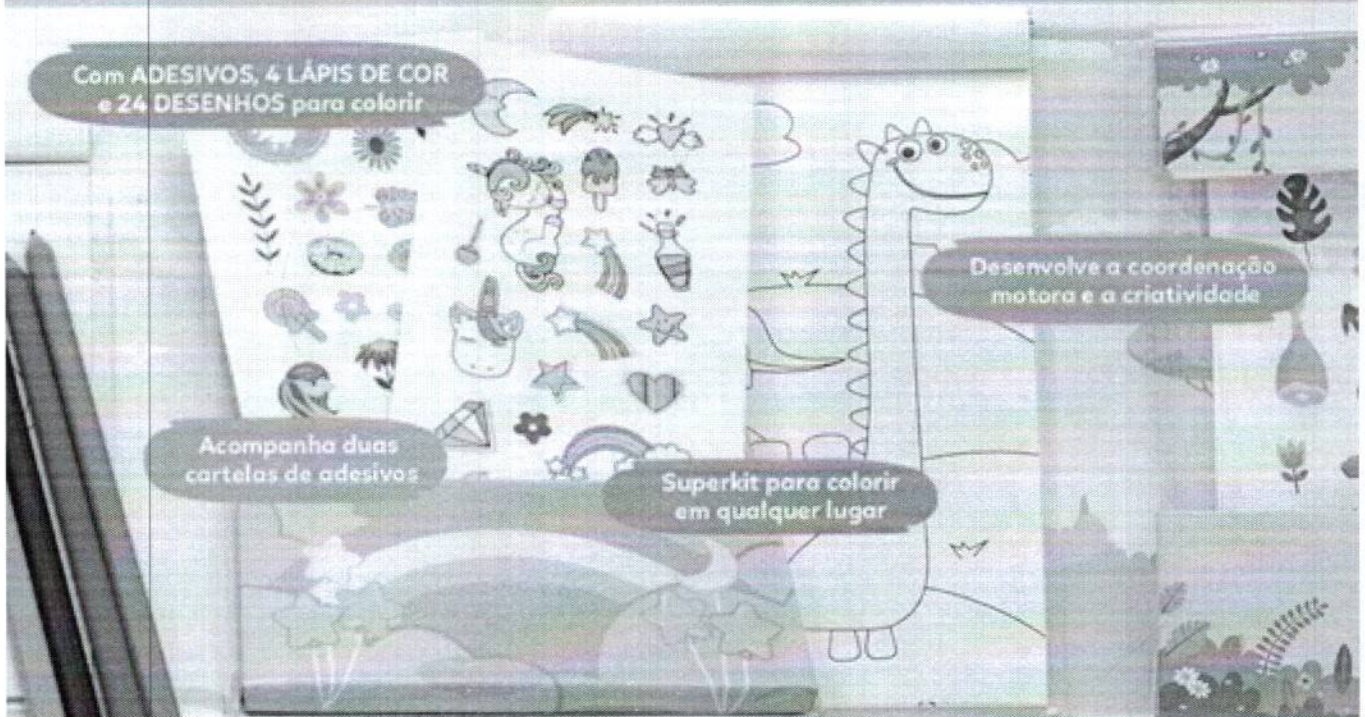 Com ADESIVOS, 4 LÁPIS DE COR
e 24 DESENHOS para colorir
Desenvolve a coordenação
motora e a criatividade
Acompanha duas
cartelas de adesivos
Superkit para colorir
em qualquer lugar